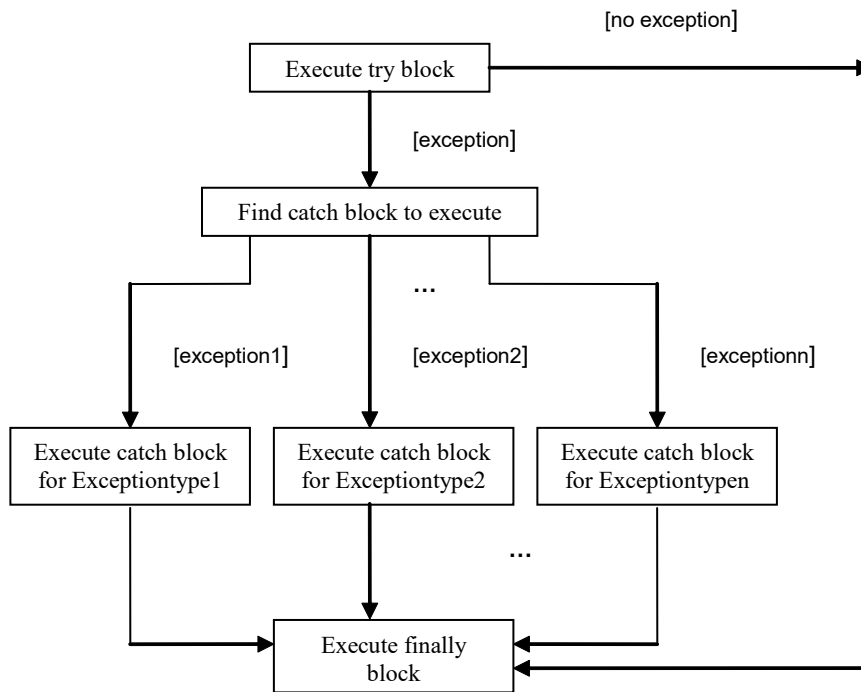 [no exception]
Execute try block
[exception]
Find catch block to execute
...
[exception1]
[exception2]
[exceptionn]
Execute catch block
for Exceptiontype1
Execute catch block
for Exceptiontype2
Execute catch block
for Exceptiontypen
...
Execute finally
block